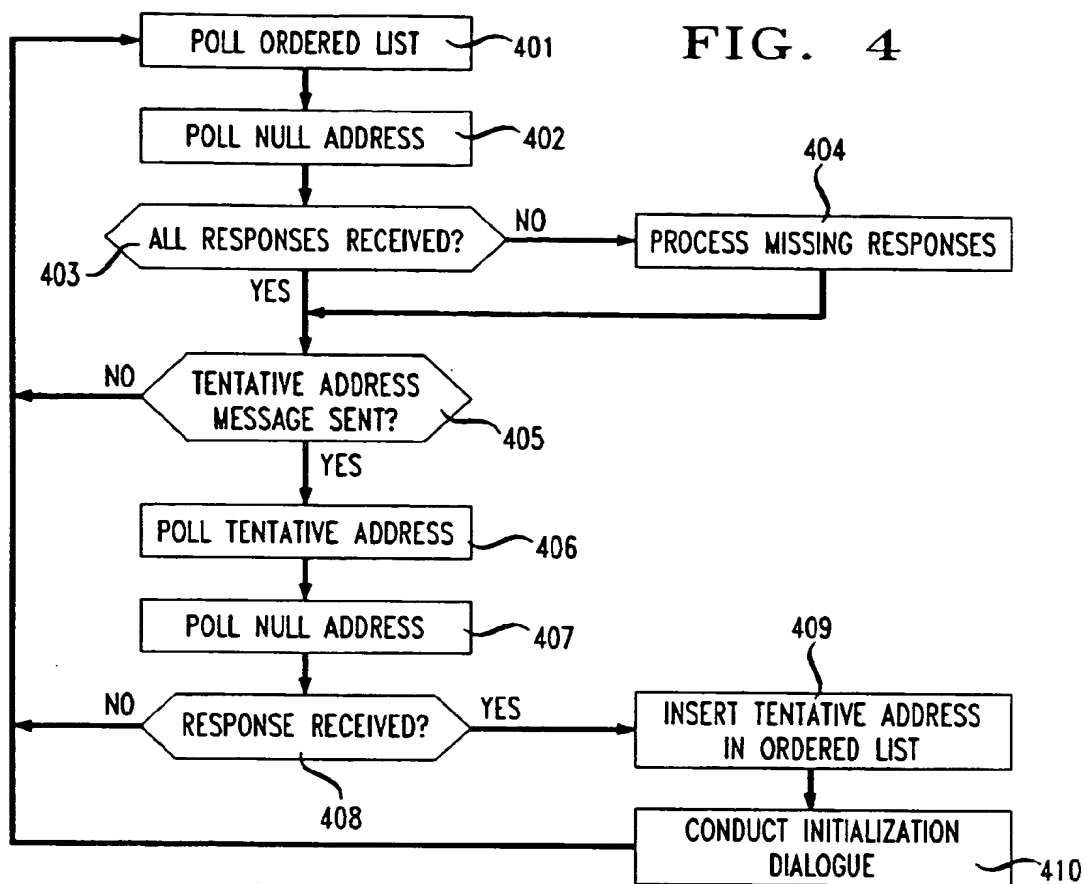 FIG. 4
POLL ORDERED LIST
401
POLL NULL ADDRESS
402
ALL RESPONSES RECEIVED?
403
NO
404
PROCESS MISSING RESPONSES
YES
NO
TENTATIVE ADDRESS
MESSAGE SENT?
405
YES
POLL TENTATIVE ADDRESS
406
POLL NULL ADDRESS
407
NO
RESPONSE RECEIVED?
408
YES
409
INSERT TENTATIVE ADDRESS
IN ORDERED LIST
CONDUCT INITIALIZATION
DIALOGUE
410